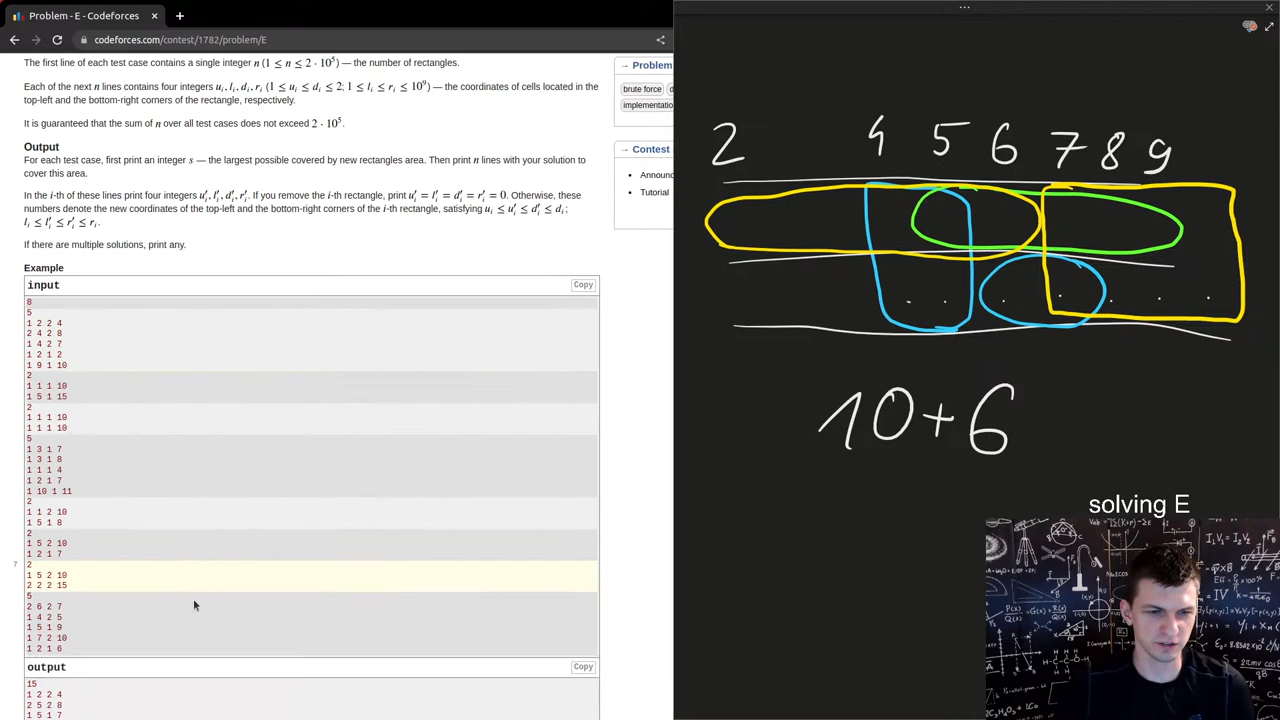 Problem - E - Codeforces
codeforces.com/contest/1782/problem/E
The first line of each test case contains a single integer n (1 ≤ n ≤ 2 · 10⁵) — the number of rectangles.
Each of the next n lines contains four integers uᵢ, lᵢ, dᵢ, rᵢ (1 ≤ uᵢ ≤ dᵢ ≤ 2; 1 ≤ lᵢ ≤ rᵢ ≤ 10⁹) — the coordinates of cells located in the
top-left and the bottom-right corners of the rectangle, respectively.
It is guaranteed that the sum of n over all test cases does not exceed 2 · 10⁵.
Output
For each test case, first print an integer s — the largest possible covered by new rectangles area. Then print n lines with your solution to
cover this area.
In the i-th of these lines print four integers u′ᵢ, l′ᵢ, d′ᵢ, r′ᵢ. If you remove the i-th rectangle, print u′ᵢ = l′ᵢ = d′ᵢ = r′ᵢ = 0. Otherwise, these
numbers denote the new coordinates of the top-left and the bottom-right corners of the i-th rectangle, satisfying uᵢ ≤ u′ᵢ ≤ d′ᵢ ≤ dᵢ;
lᵢ ≤ l′ᵢ ≤ r′ᵢ ≤ rᵢ.
If there are multiple solutions, print any.
Example
input
Copy
8
5
1 2 2 4
2 4 2 8
1 4 2 7
1 2 1 2
1 9 1 10
2
1 1 1 10
1 5 1 15
2
1 1 1 10
1 1 1 10
5
1 3 1 7
1 3 1 8
1 1 1 4
1 2 1 7
1 10 1 11
2
1 1 2 10
1 5 1 8
2
1 5 2 10
1 2 1 7
7
2
1 5 2 10
2 2 2 15
5
2 6 2 7
1 4 2 5
1 5 1 9
1 7 2 10
1 2 1 6
output
Copy
15
1 2 2 4
2 5 2 8
1 5 1 7
→ Problem
brute force
implementatio
→ Contest
Announc
Tutorial
2 4 5 6 7 8 9
10+6
solving E